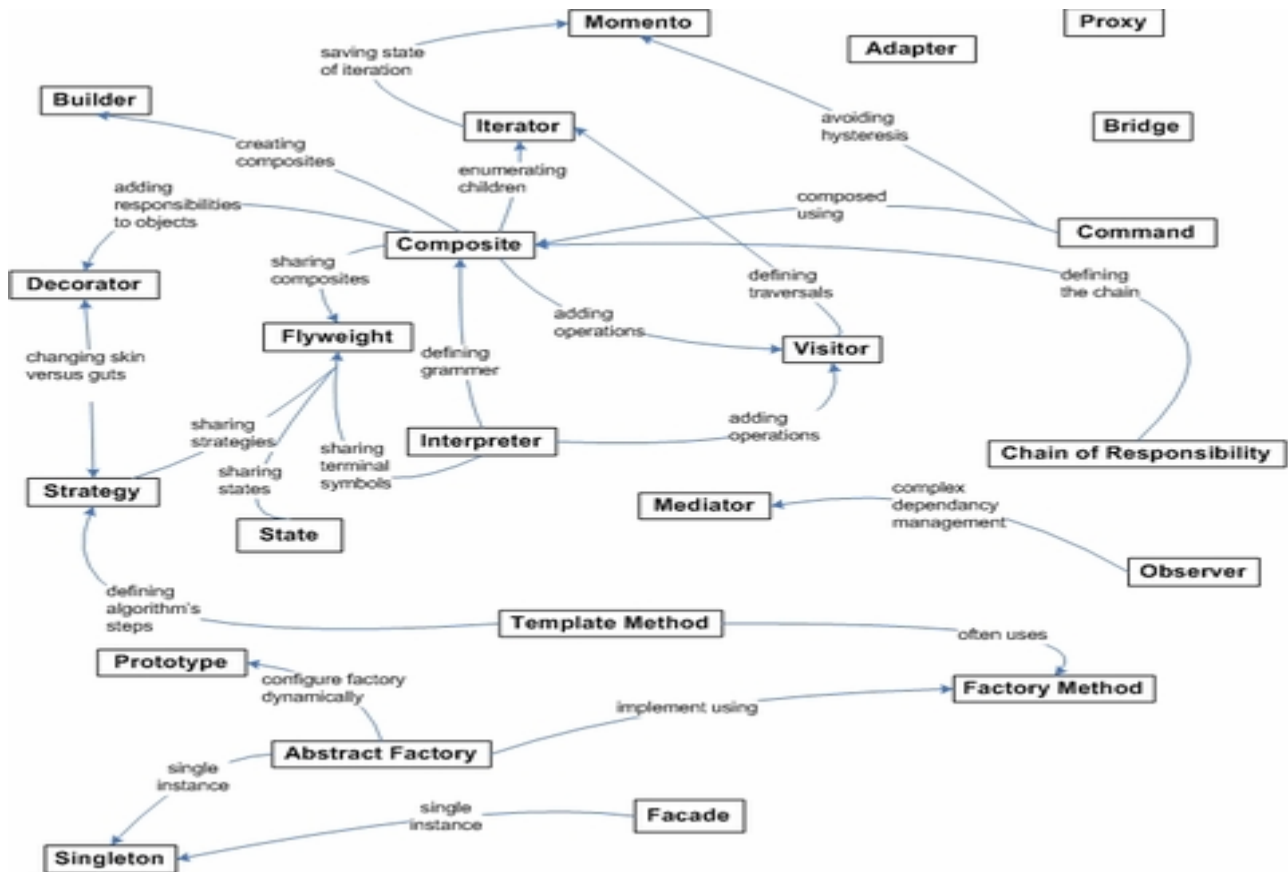 Momento
Proxy
Adapter
saving state
of iteration
Builder
Iterator
avoiding
hysteresis
Bridge
creating
composites
enumerating
children
adding
responsibilities
to objects
composed
using
Composite
Command
sharing
composites
defining
traversals
defining
the chain
Decorator
adding
operations
Flyweight
Visitor
changing skin
versus guts
defining
grammer
sharing
strategies
Interpreter
adding
operations
Chain of Responsibility
sharing
terminal
symbols
sharing
states
Strategy
Mediator
complex
dependancy
management
State
Observer
defining
algorithm's
steps
Template Method
often uses
Prototype
configure factory
dynamically
Factory Method
implement using
Abstract Factory
single
instance
single
instance
Facade
Singleton